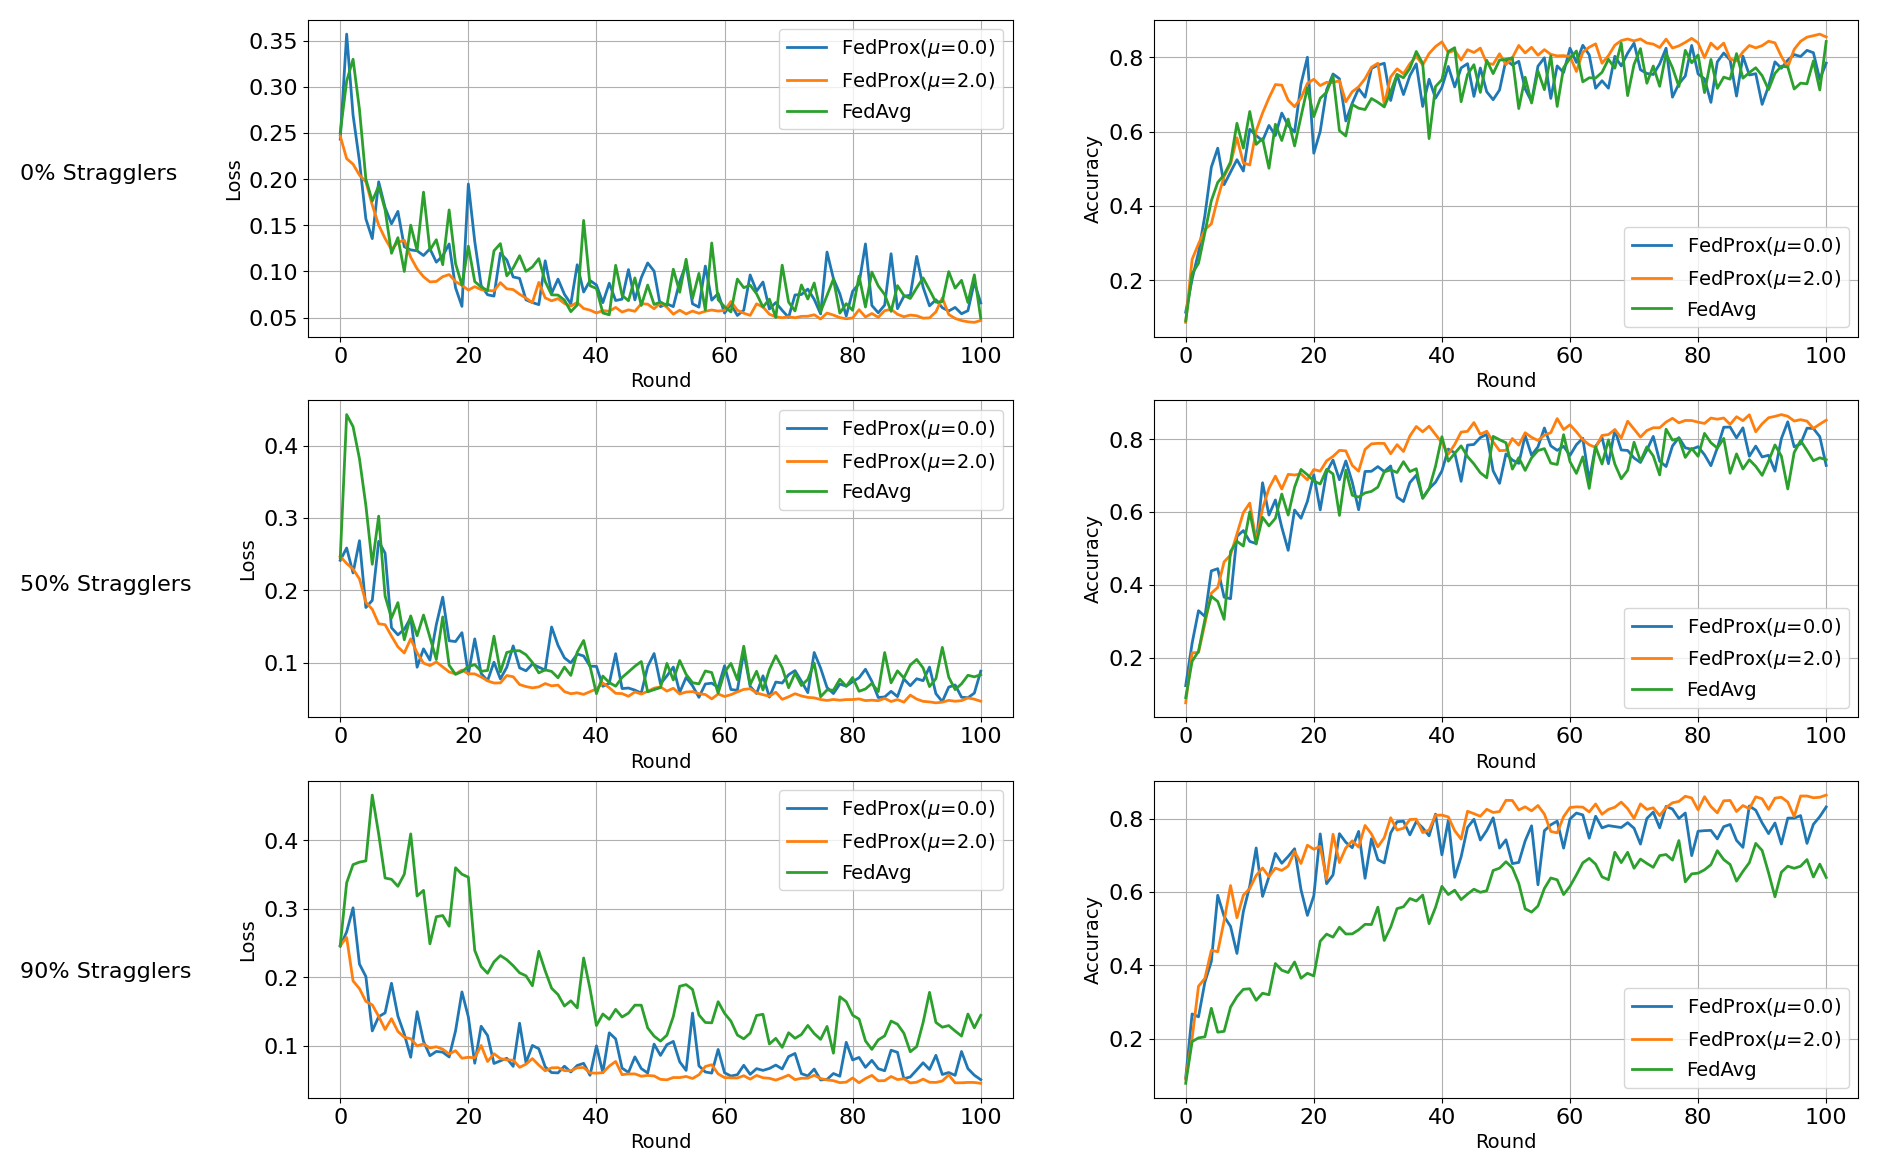 0% Stragglers
Loss
0.35
0.30
0.25
0.20
0.15
0.10
0.05
FedProx(μ=0.0)
FedProx(μ=2.0)
FedAvg
0 20 40 60 80 100
Round
Accuracy
0.8
0.6
0.4
0.2
FedProx(μ=0.0)
FedProx(μ=2.0)
FedAvg
0 20 40 60 80 100
Round
50% Stragglers
Loss
0.4
0.3
0.2
0.1
FedProx(μ=0.0)
FedProx(μ=2.0)
FedAvg
0 20 40 60 80 100
Round
Accuracy
0.8
0.6
0.4
0.2
FedProx(μ=0.0)
FedProx(μ=2.0)
FedAvg
0 20 40 60 80 100
Round
90% Stragglers
Loss
0.4
0.3
0.2
0.1
FedProx(μ=0.0)
FedProx(μ=2.0)
FedAvg
0 20 40 60 80 100
Round
Accuracy
0.8
0.6
0.4
0.2
FedProx(μ=0.0)
FedProx(μ=2.0)
FedAvg
0 20 40 60 80 100
Round